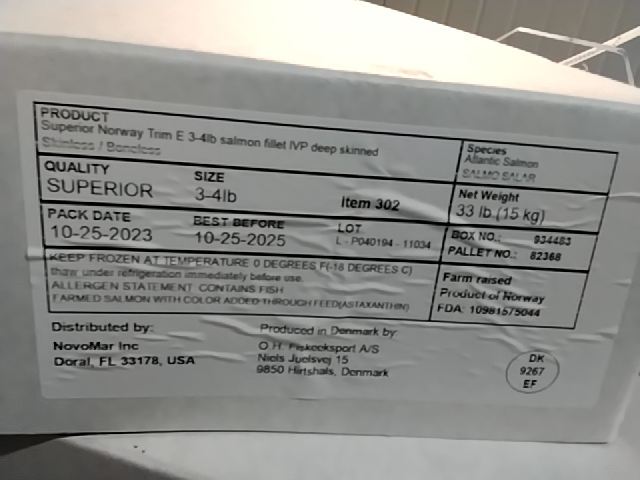 PRODUCT
Superior Norway Trim E 3-4lb salmon fillet IVP deep skinned
Skinless / Boneless
Species
Atlantic Salmon
SALMO SALAR
QUALITY
SUPERIOR
SIZE
3-4lb
Item 302
Net Weight
33 lb (15 kg)
PACK DATE
10-25-2023
BEST BEFORE
10-25-2025
LOT
L - P040194 - 11034
BOX NO.: 934483
PALLET NO.: 82368
KEEP FROZEN AT TEMPERATURE 0 DEGREES F(-18 DEGREES C)
thaw under refrigeration immediately before use.
ALLERGEN STATEMENT CONTAINS FISH
FARMED SALMON WITH COLOR ADDED THROUGH FEED(ASTAXANTHIN)
Farm raised
Product of Norway
FDA: 10981575044
Distributed by:
NovoMar Inc
Doral, FL 33178, USA
Produced in Denmark by:
O.H. Fiskeeksport A/S
Niels Juelsvej 15
9850 Hirtshals, Denmark
DK
9267
EF